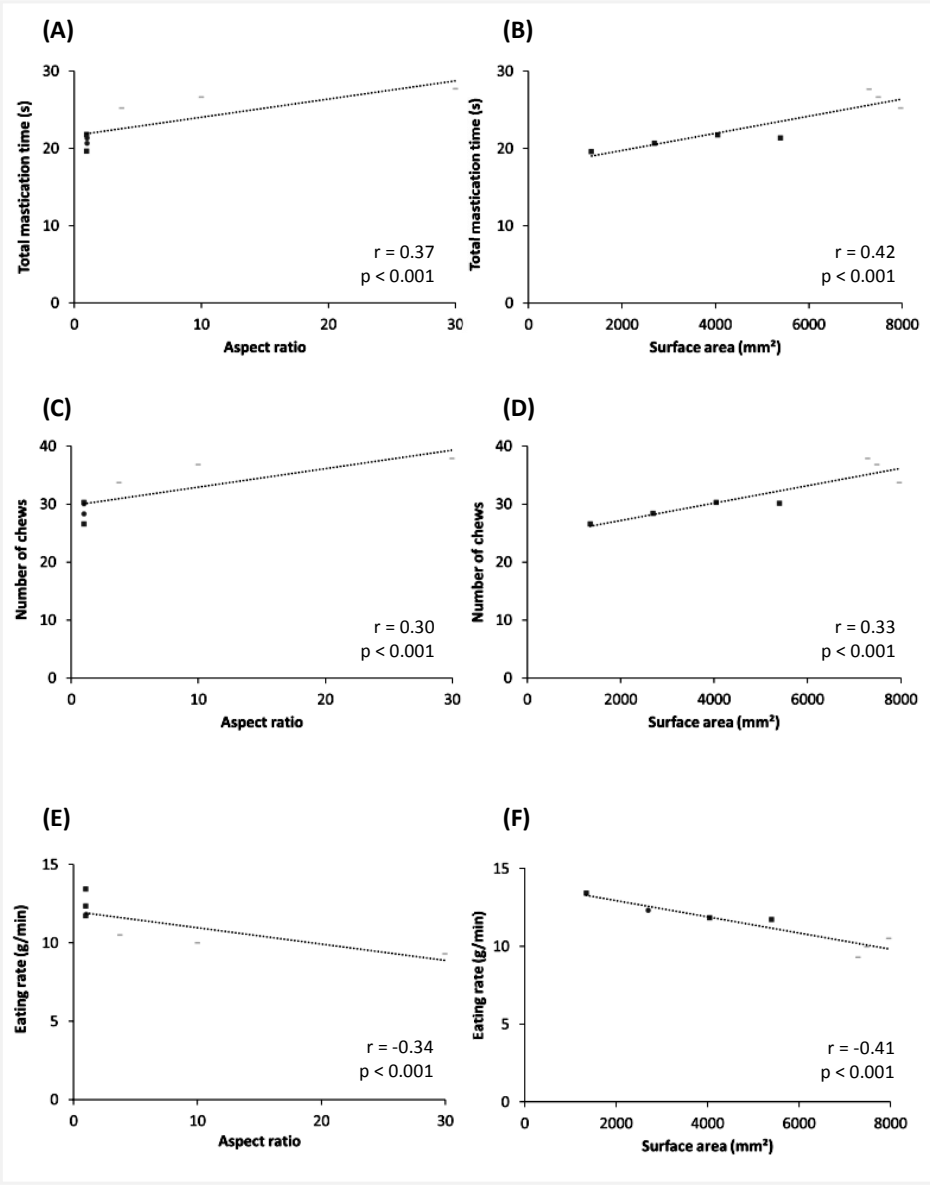 (A)
(B)
Total mastication time (s)
30
20
10
0
r = 0.37
p < 0.001
0
10
20
30
Aspect ratio
Total mastication time (s)
30
20
10
0
r = 0.42
p < 0.001
0
2000
4000
6000
8000
Surface area (mm²)
(C)
(D)
Number of chews
40
30
20
10
0
r = 0.30
p < 0.001
0
10
20
30
Aspect ratio
Number of chews
40
30
20
10
0
r = 0.33
p < 0.001
0
2000
4000
6000
8000
Surface area (mm²)
(E)
(F)
Eating rate (g/min)
15
10
5
0
r = -0.34
p < 0.001
0
10
20
30
Aspect ratio
Eating rate (g/min)
15
10
5
0
r = -0.41
p < 0.001
0
2000
4000
6000
8000
Surface area (mm²)